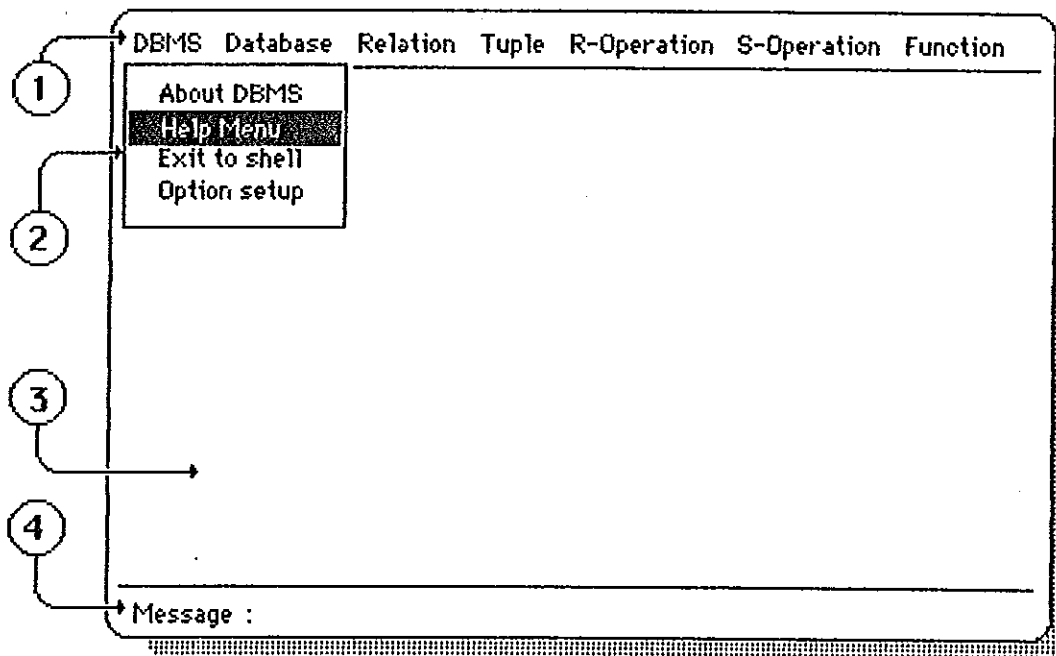 DBMS Database Relation Tuple R-Operation S-Operation Function
1
About DBMS
Help Menu
Exit to shell
Option setup
2
3
4
Message :